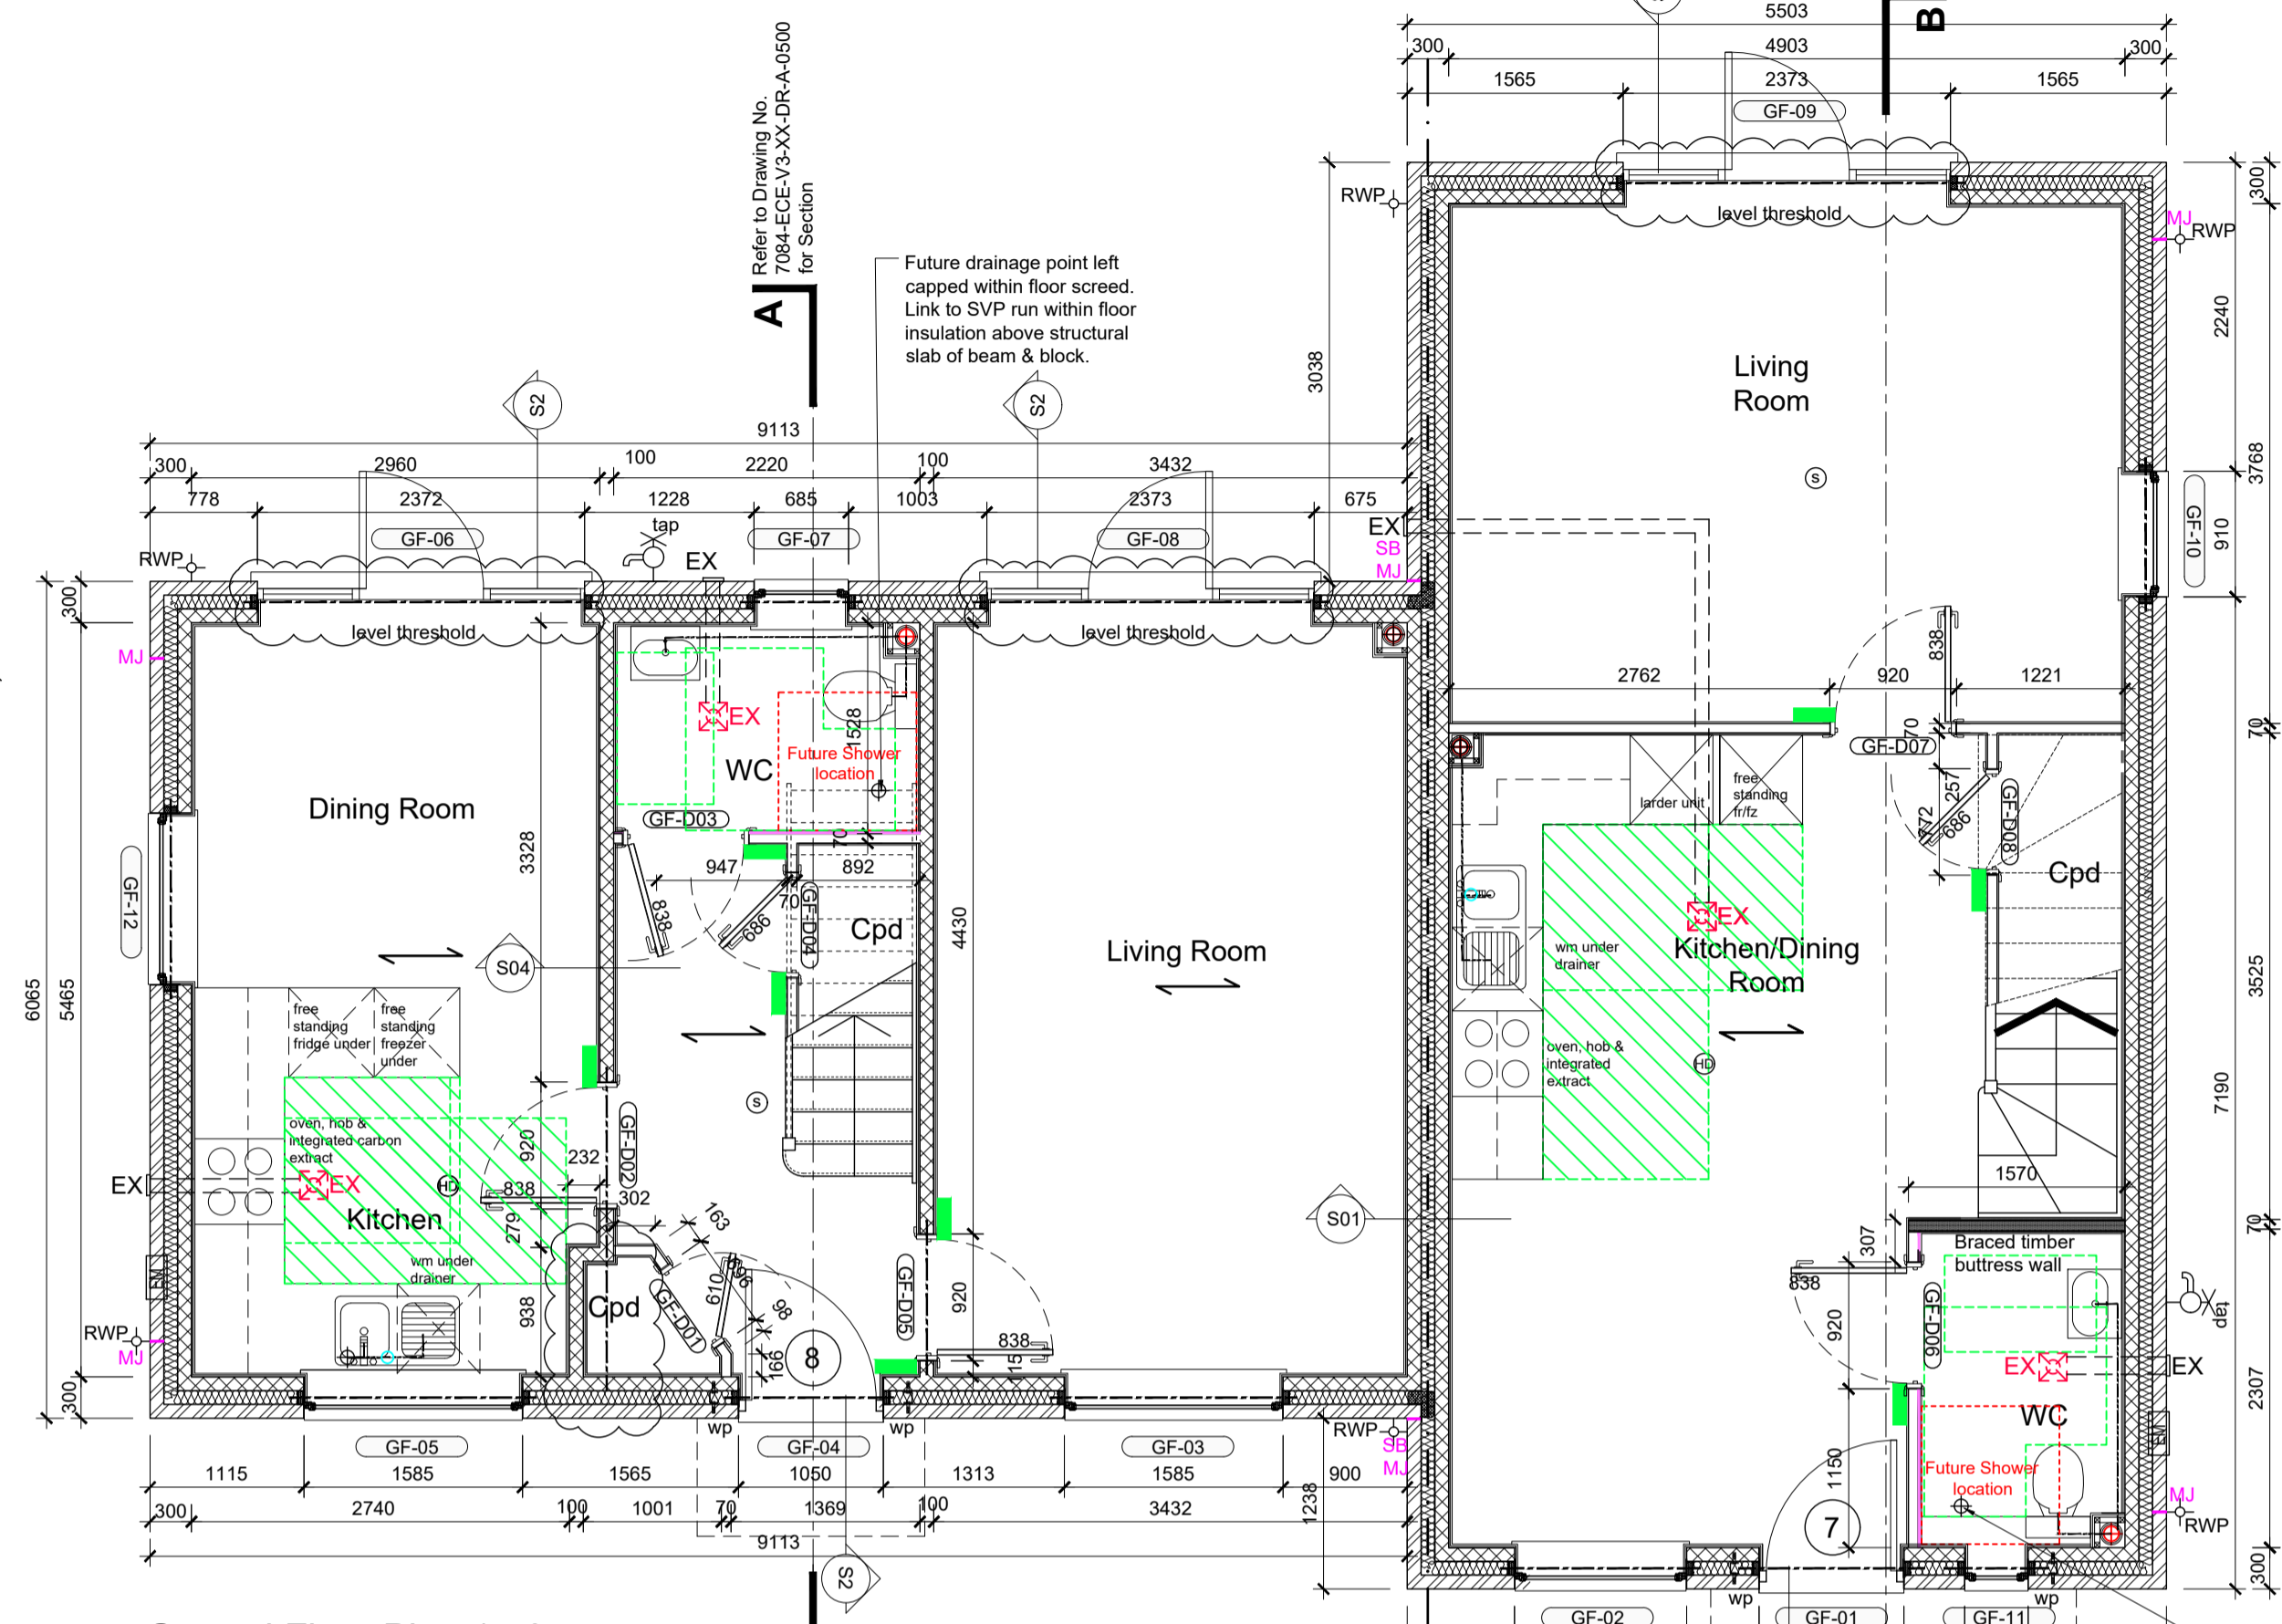 5503
300
4903
300
B
1565
2373
1565
GF-09
Refer to Drawing No.
7084-ECE-V3-XX-DR-A-0500
for Section
A
Future drainage point left
capped within floor screed.
Link to SVP run within floor
insulation above structural
slab of beam & block.
RWP
level threshold
MJ
RWP
300
2240
3768
910
GF-10
3038
Living
Room
S
S2
S2
9113
300
2960
100
2220
100
3432
778
2372
1228
685
1003
2373
675
GF-06
tap
GF-07
GF-08
EX
SB
MJ
RWP
EX
level threshold
level threshold
300
MJ
6065
5465
GF-12
Dining Room
3328
S04
EX
1528
Future Shower
location
WC
GF-D03
70
947
892
838
686
70
GF-D04
Cpd
4430
Living Room
2762
920
1221
838
70
GF-D07
70
257
772
686
GF-D08
Cpd
larder unit
free
standing
fr/fz
EX
Kitchen/Dining
Room
wm under
drainer
oven, hob &
integrated
extract
HD
3525
7190
free
standing
fridge under
free
standing
freezer
under
oven, hob &
integrated carbon
extract
EX
EX
HD
Kitchen
wm under
drainer
EM
920
232
838
302
279
938
GF-D02
S
163
610
696
98
166
Cpd
GF-D01
8
GF-D05
920
838
115
S01
1570
70
Braced timber
buttress wall
307
838
920
GF-D06
EX
EX
WC
EM
tap
2307
Future Shower
location
1150
7
MJ
RWP
300
RWP
MJ
300
wp
wp
RWP
SB
MJ
GF-05
GF-04
GF-03
1115
1585
1565
1050
1313
1585
900
300
2740
100
1001
70
1369
100
3432
1238
9113
S2
wp
wp
GF-02
GF-01
GF-11